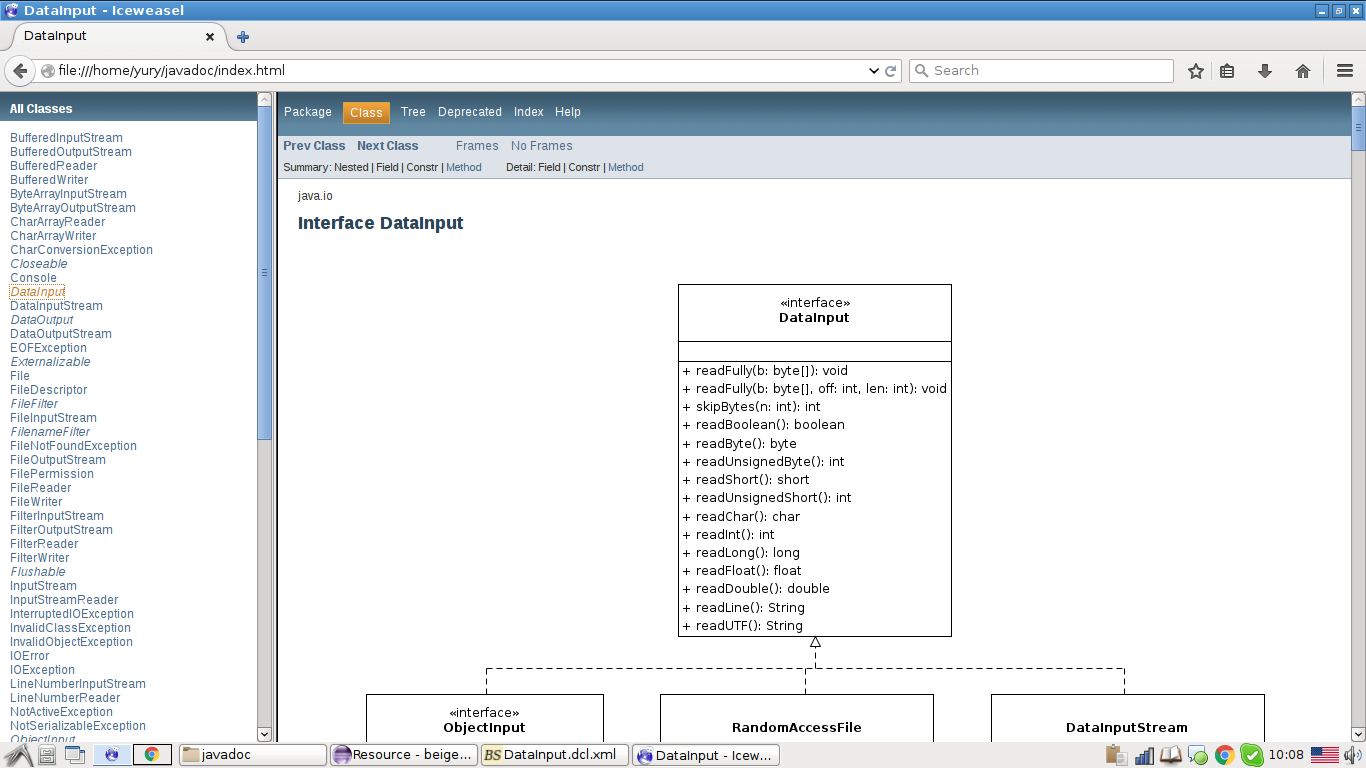 DataInput - Iceweasel
DataInput
file:///home/yury/javadoc/index.html
Search
All Classes
BufferedInputStream
BufferedOutputStream
BufferedReader
BufferedWriter
ByteArrayInputStream
ByteArrayOutputStream
CharArrayReader
CharArrayWriter
CharConversionException
Closeable
Console
DataInput
DataInputStream
DataOutput
DataOutputStream
EOFException
Externalizable
File
FileDescriptor
FileFilter
FileInputStream
FilenameFilter
FileNotFoundException
FileOutputStream
FilePermission
FileReader
FileWriter
FilterInputStream
FilterOutputStream
FilterReader
FilterWriter
Flushable
InputStream
InputStreamReader
InterruptedIOException
InvalidClassException
InvalidObjectException
IOError
IOException
LineNumberInputStream
LineNumberReader
NotActiveException
NotSerializableException
ObjectInput
Package Class Tree Deprecated Index Help
Prev Class Next Class Frames No Frames
Summary: Nested | Field | Constr | Method Detail: Field | Constr | Method
java.io
Interface DataInput
«interface»
DataInput
+ readFully(b: byte[]): void
+ readFully(b: byte[], off: int, len: int): void
+ skipBytes(n: int): int
+ readBoolean(): boolean
+ readByte(): byte
+ readUnsignedByte(): int
+ readShort(): short
+ readUnsignedShort(): int
+ readChar(): char
+ readInt(): int
+ readLong(): long
+ readFloat(): float
+ readDouble(): double
+ readLine(): String
+ readUTF(): String
«interface»
ObjectInput
RandomAccessFile
DataInputStream
javadoc
Resource - beige...
BS DataInput.dcl.xml
DataInput - Icew...
10:08